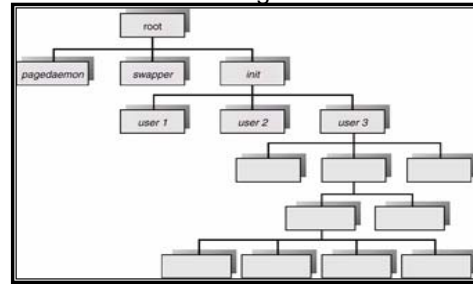 root
pagedaemon swapper init
user 1 user 2 user 3